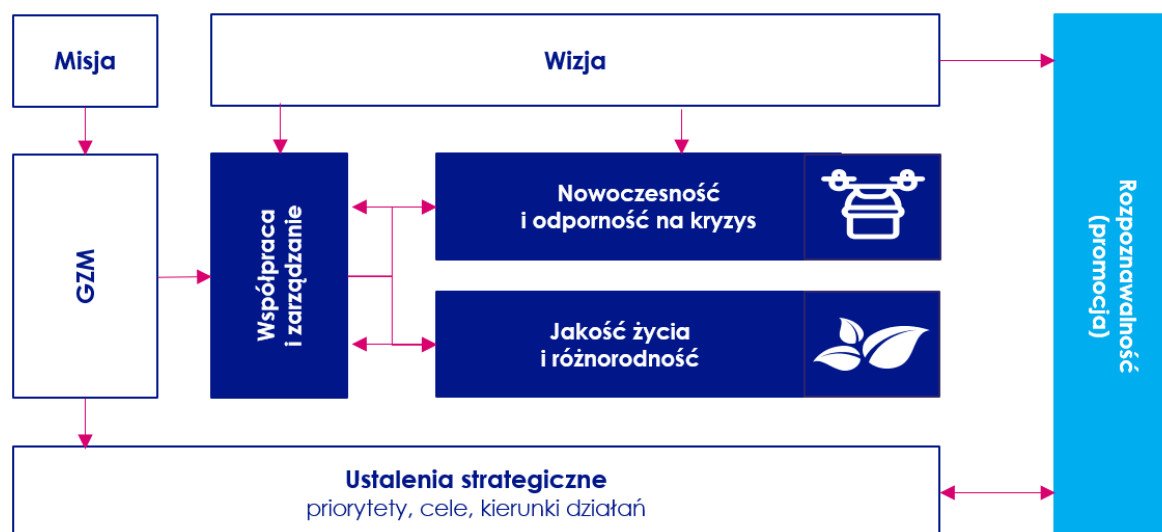 Misja
Wizja
GZM
Współpraca
i zarządzanie
Nowoczesność
i odporność na kryzys
Jakość życia
i różnorodność
Rozpoznawalność
(promocja)
Ustalenia strategiczne
priorytety, cele, kierunki działań